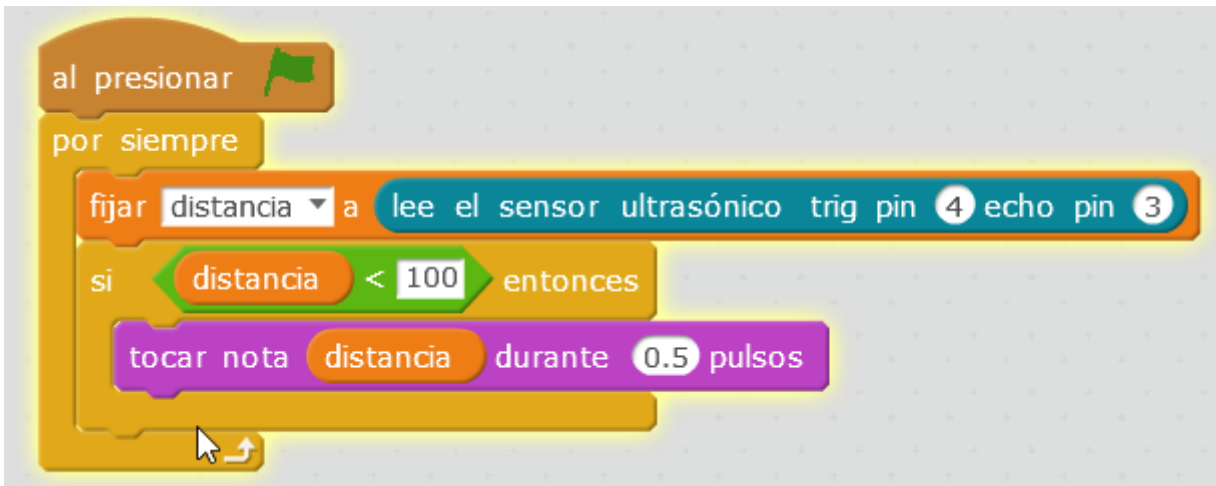 al presionar
por siempre
fijar distancia a lee el sensor ultrasónico trig pin 4 echo pin 3
si distancia < 100 entonces
tocar nota distancia durante 0.5 pulsos